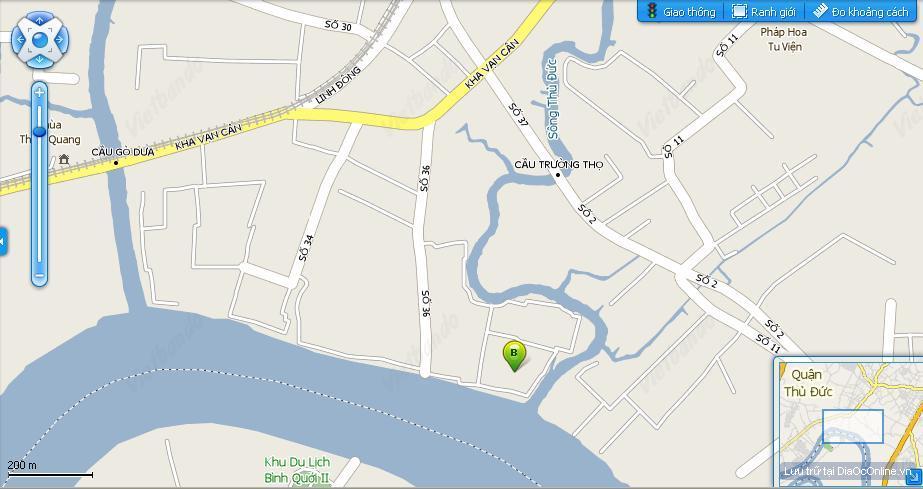 Giao thông
Ranh giới
Đo khoảng cách
SỐ 30
KHA VẠN CÂN
LINH ĐÔNG
SỐ 11
Pháp Hoa
Tu Viện
Sông Thủ Đức
SỐ 37
Quang
KHA VẠN CÂN
CẦU GÒ DƯA
SỐ 36
CẦU TRƯỜNG THỌ
SỐ 11
SỐ 2
SỐ 34
SỐ 36
SỐ 2
SỐ 2
SỐ 11
B
Quận
Thủ Đức
200 m
Khu Du Lịch
Bình Quới II
Lưu trữ tại DiaOcOnline.vn
Vietbando